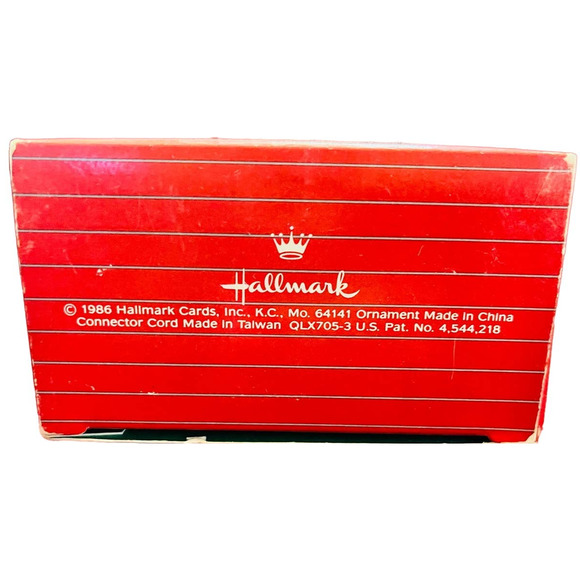 Hallmark
© 1986 Hallmark Cards, Inc., K.C., Mo. 64141 Ornament Made in China
Connector Cord Made in Taiwan QLX705-3 U.S. Pat. No. 4,544,218